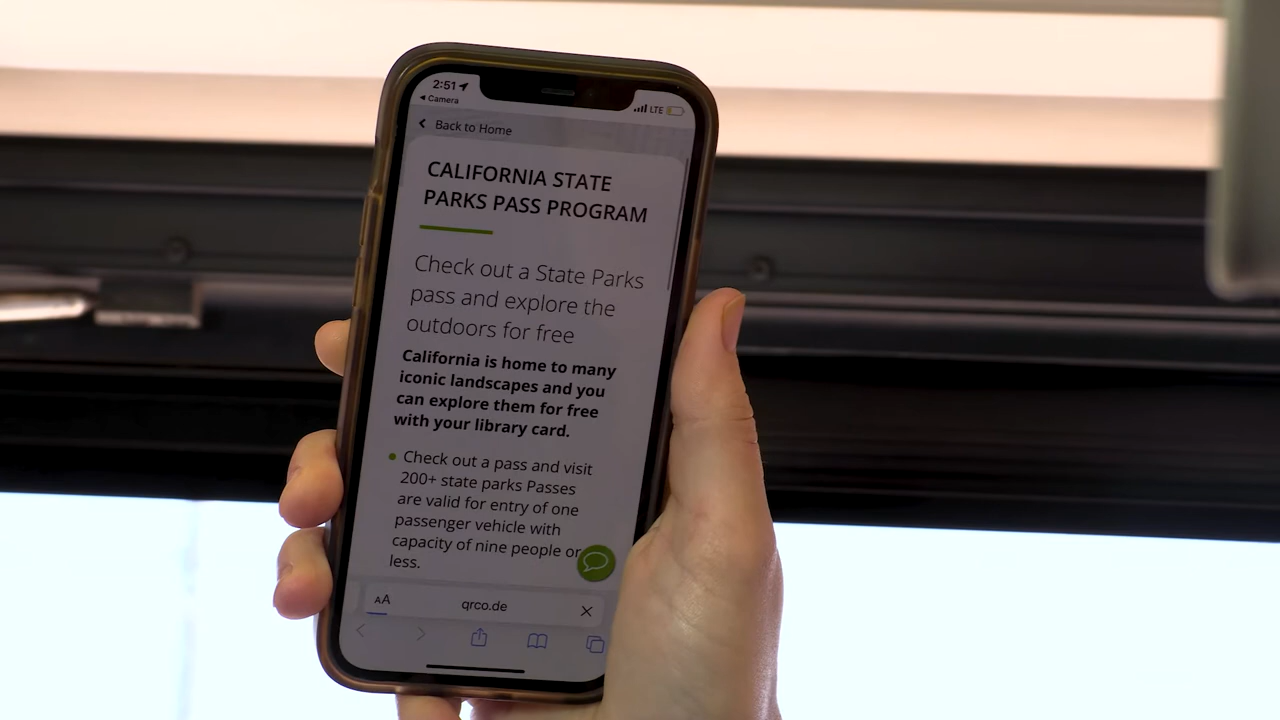 2:51
Camera
LTE
Back to Home
CALIFORNIA STATE
PARKS PASS PROGRAM
Check out a State Parks
pass and explore the
outdoors for free
California is home to many
iconic landscapes and you
can explore them for free
with your library card.
Check out a pass and visit
200+ state parks Passes
are valid for entry of one
passenger vehicle with
capacity of nine people or
less.
AA
qrco.de